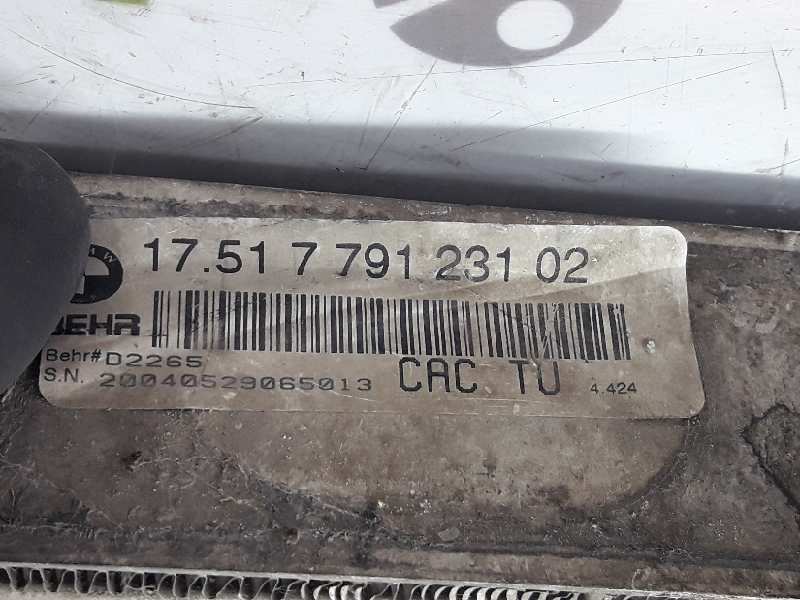 17.51 7 791 231 02
BEHR
Behr# D2265
S.N. 20040529065013 CAC TU 4.424